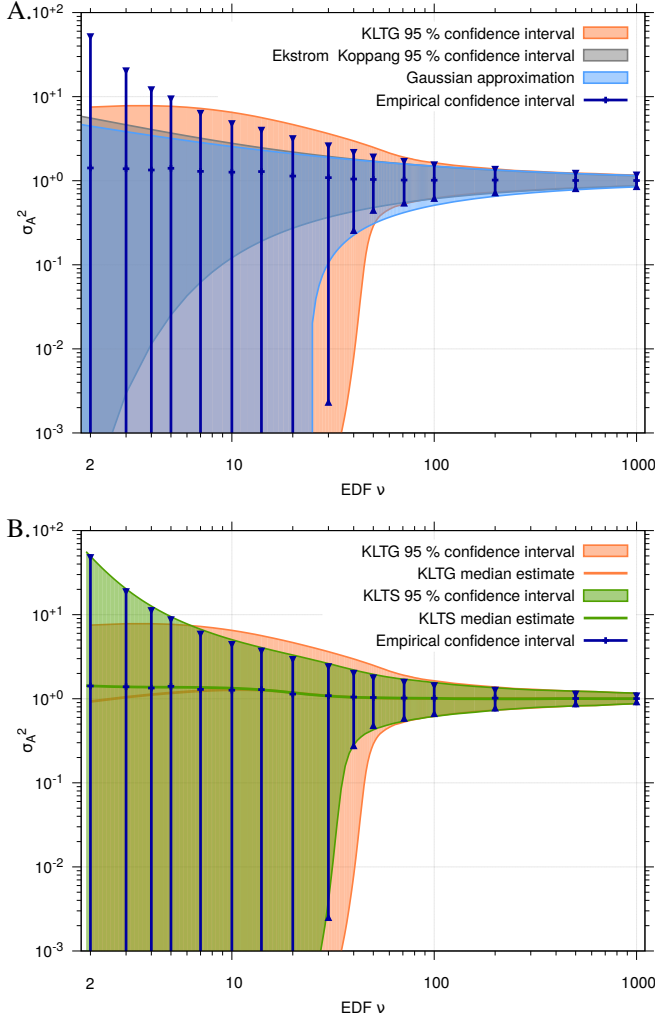 A.
10+2
10+1
10+0
10-1
10-2
10-3
σA2
KLTG 95 % confidence interval
Ekstrom Koppang 95 % confidence interval
Gaussian approximation
Empirical confidence interval
2 10 100 1000
EDF ν
B.
10+2
10+1
10+0
10-1
10-2
10-3
σA2
KLTG 95 % confidence interval
KLTG median estimate
KLTS 95 % confidence interval
KLTS median estimate
Empirical confidence interval
2 10 100 1000
EDF ν